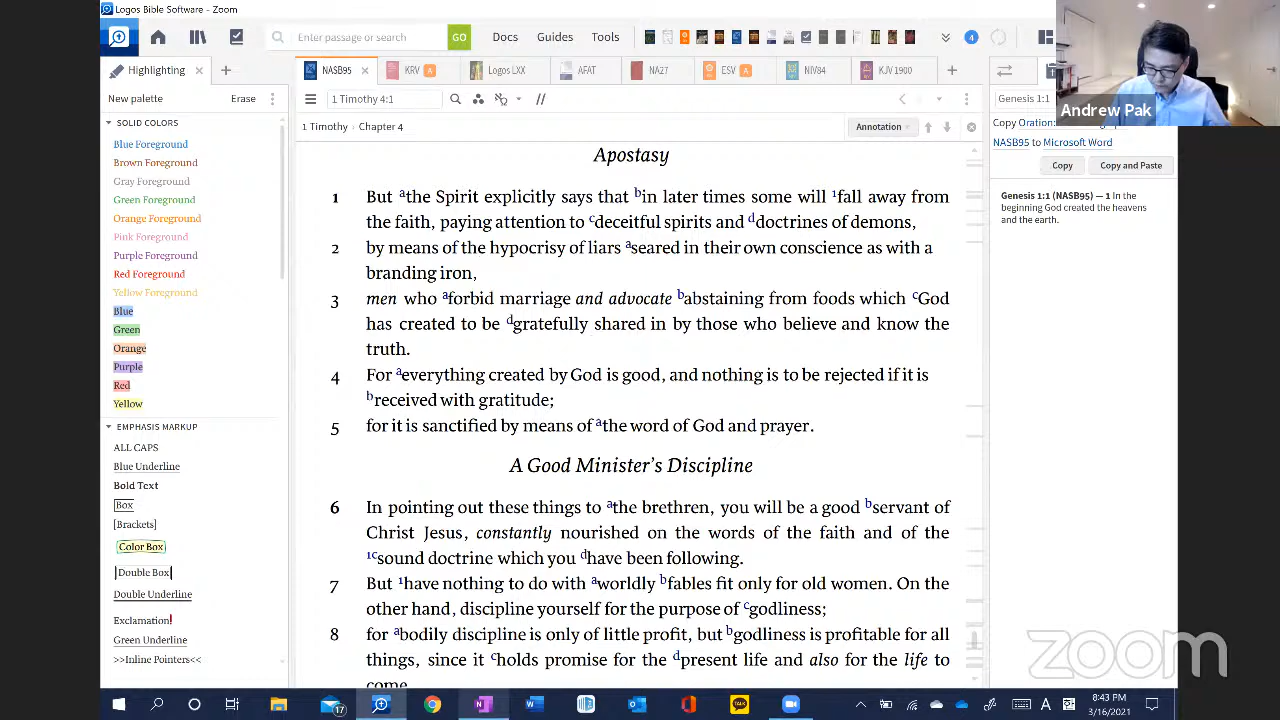 Logos Bible Software – Zoom
Enter passage or search
GO
Docs
Guides
Tools
4
Highlighting
NASB95
KRV A
Logos LXX
AFAT
NA27
ESV A
NIV84
KJV 1900
New palette
Erase
1 Timothy 4:1
Genesis 1:1
Andrew Pak
SOLID COLORS
Blue Foreground
Brown Foreground
Gray Foreground
Green Foreground
Orange Foreground
Pink Foreground
Purple Foreground
Red Foreground
Yellow Foreground
Blue
Green
Orange
Purple
Red
Yellow
EMPHASIS MARKUP
ALL CAPS
Blue Underline
Bold Text
Box
[Brackets]
Color Box
Double Box
Double Underline
Exclamation!
Green Underline
>>Inline Pointers<<
1 Timothy › Chapter 4
Annotation
Apostasy
1 But athe Spirit explicitly says that bin later times some will 1fall away from
the faith, paying attention to cdeceitful spirits and ddoctrines of demons,
2 by means of the hypocrisy of liars aseared in their own conscience as with a
branding iron,
3 men who aforbid marriage and advocate babstaining from foods which cGod
has created to be dgratefully shared in by those who believe and know the
truth.
4 For aeverything created by God is good, and nothing is to be rejected if it is
breceived with gratitude;
5 for it is sanctified by means of athe word of God and prayer.
A Good Minister’s Discipline
6 In pointing out these things to athe brethren, you will be a good bservant of
Christ Jesus, constantly nourished on the words of the faith and of the
1csound doctrine which you dhave been following.
7 But 1have nothing to do with aworldly bfables fit only for old women. On the
other hand, discipline yourself for the purpose of cgodliness;
8 for abodily discipline is only of little profit, but bgodliness is profitable for all
things, since it cholds promise for the dpresent life and also for the life to
come
Copy Oration:
NASB95 to Microsoft Word
Copy
Copy and Paste
Genesis 1:1 (NASB95) — 1 In the
beginning God created the heavens
and the earth.
zoom
17
TALK
A
8:43 PM
3/16/2021